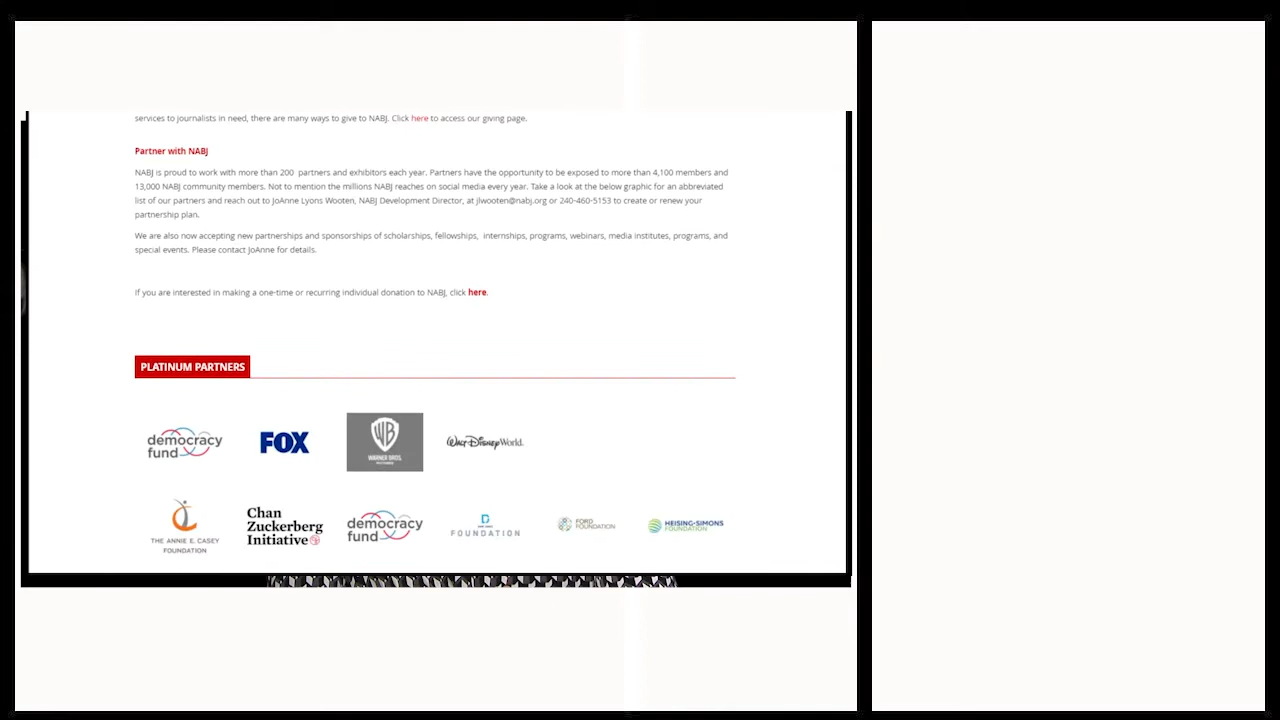 services to journalists in need, there are many ways to give to NABJ. Click here to access our giving page.
Partner with NABJ
NABJ is proud to work with more than 200 partners and exhibitors each year. Partners have the opportunity to be exposed to more than 4,100 members and
13,000 NABJ community members. Not to mention the millions NABJ reaches on social media every year. Take a look at the below graphic for an abbreviated
list of our partners and reach out to JoAnne Lyons Wooten, NABJ Development Director, at jlwooten@nabj.org or 240-460-5153 to create or renew your
partnership plan.
We are also now accepting new partnerships and sponsorships of scholarships, fellowships, internships, programs, webinars, media institutes, programs, and
special events. Please contact JoAnne for details.
If you are interested in making a one-time or recurring individual donation to NABJ, click here.
PLATINUM PARTNERS
democracy
fund
FOX
WB
WARNER BROS.
Walt Disney World.
THE ANNIE E. CASEY
FOUNDATION
Chan
Zuckerberg
Initiative
democracy
fund
FOUNDATION
FORD
FOUNDATION
HEISING-SIMONS
FOUNDATION